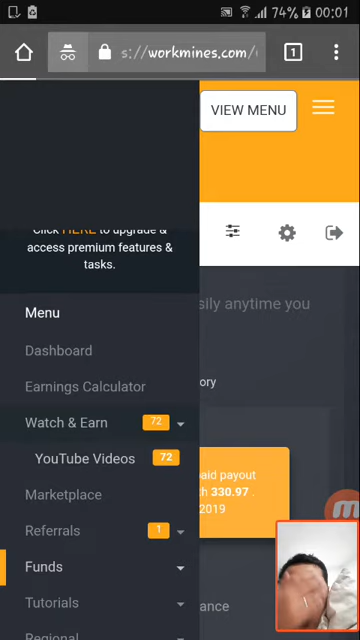 74% 00:01
s://workmines.com/
1
VIEW MENU
Click HERE to upgrade &
access premium features &
tasks.
sily anytime you
Menu
Dashboard
Earnings Calculator
ory
Watch & Earn 72
YouTube Videos 72
aid payout
330.97 .
2019
Marketplace
Referrals 1
Funds
Tutorials
ance
Regional